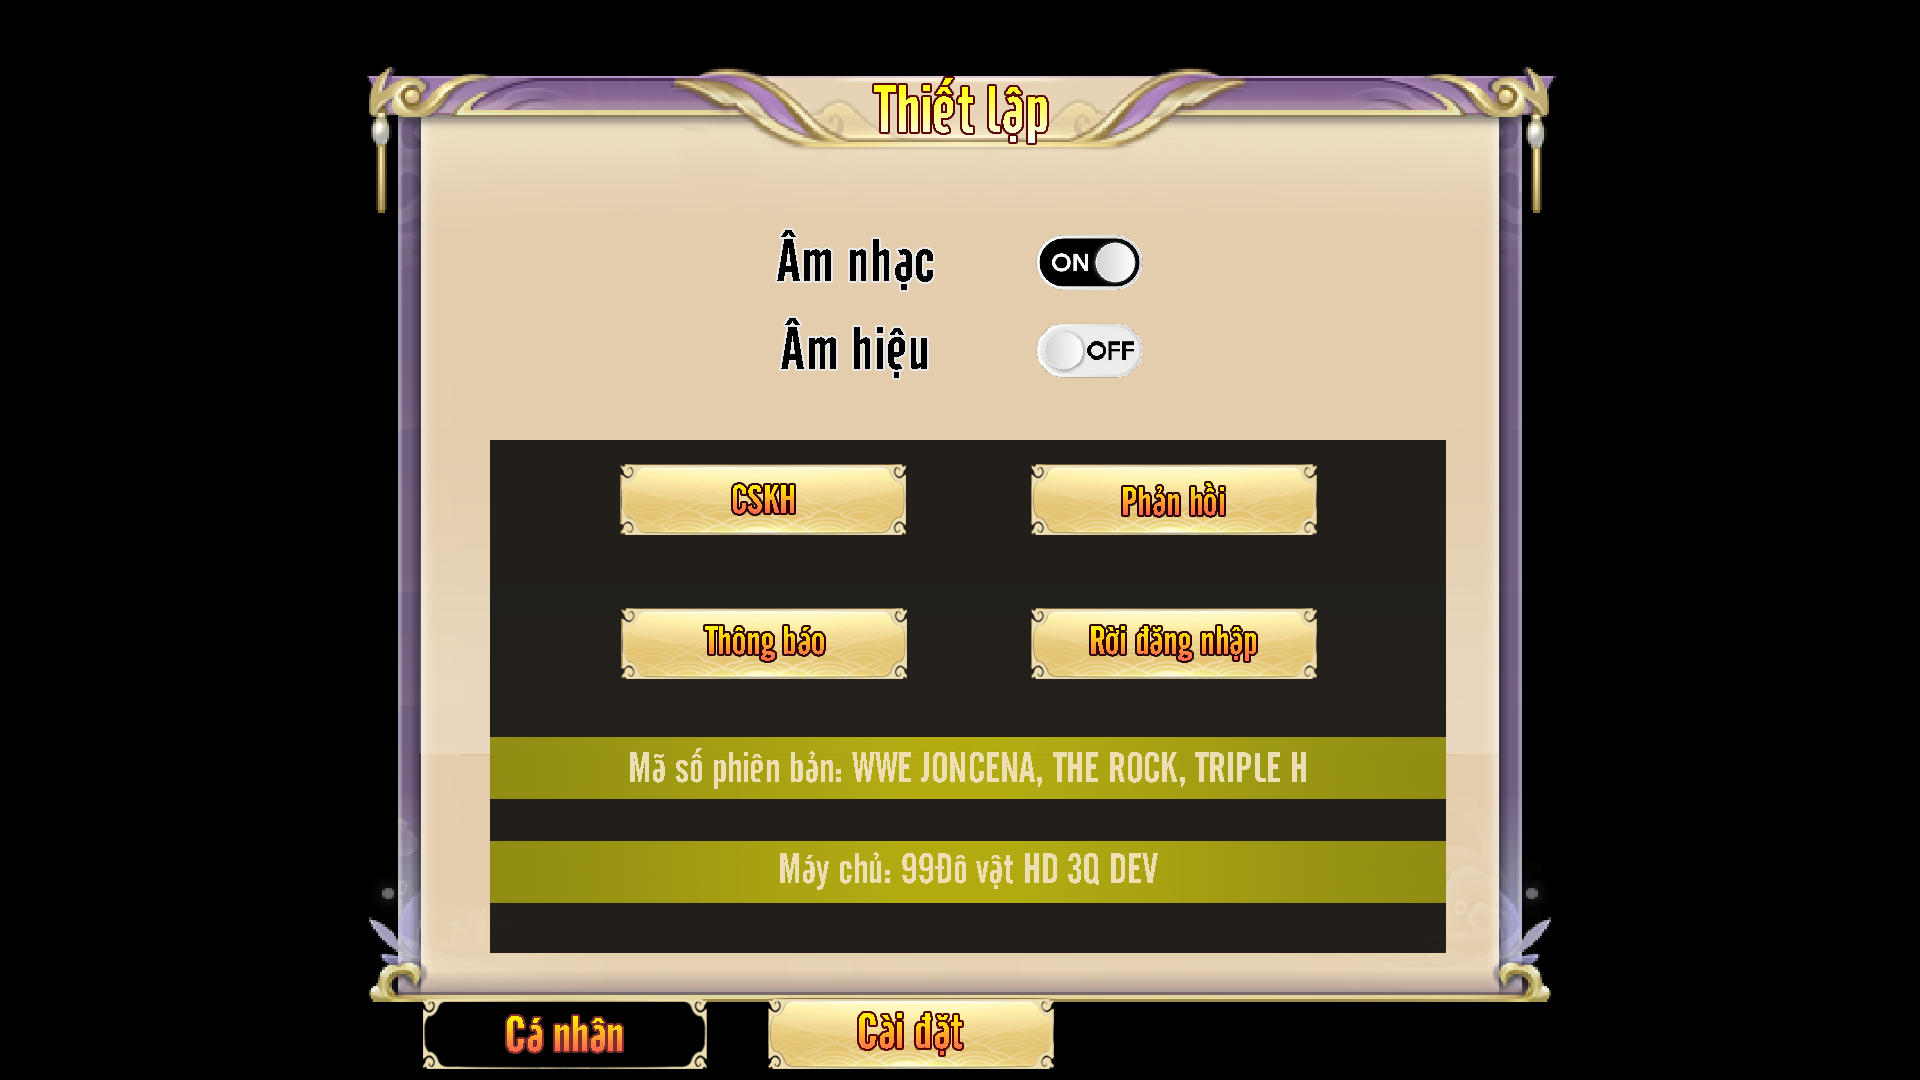 Thiết lập
Âm nhạc ON
Âm hiệu OFF
CSKH Phản hồi
Thông báo Rời đăng nhập
Mã số phiên bản: WWE JONCENA, THE ROCK, TRIPLE H
Máy chủ: 99Đô vật HD 3Q DEV
Cá nhân Cài đặt